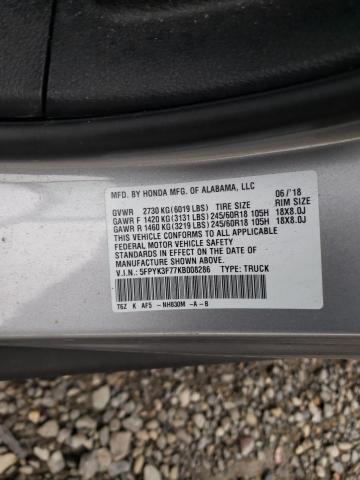 MFD. BY HONDA MFG. OF ALABAMA, LLC 06/'18
GVWR 2730 KG (6019 LBS) TIRE SIZE RIM SIZE
GAWR F 1420 KG (3131 LBS) 245/60R18 105H 18X8.0J
GAWR R 1460 KG (3219 LBS) 245/60R18 105H 18X8.0J
THIS VEHICLE CONFORMS TO ALL APPLICABLE
FEDERAL MOTOR VEHICLE SAFETY STANDARDS
IN EFFECT ON THE DATE OF
MANUFACTURE SHOWN ABOVE.
V.I.N.: 5FPYK3F77KB008286 TYPE: TRUCK
T6Z K AF5 -NH830M -A-B